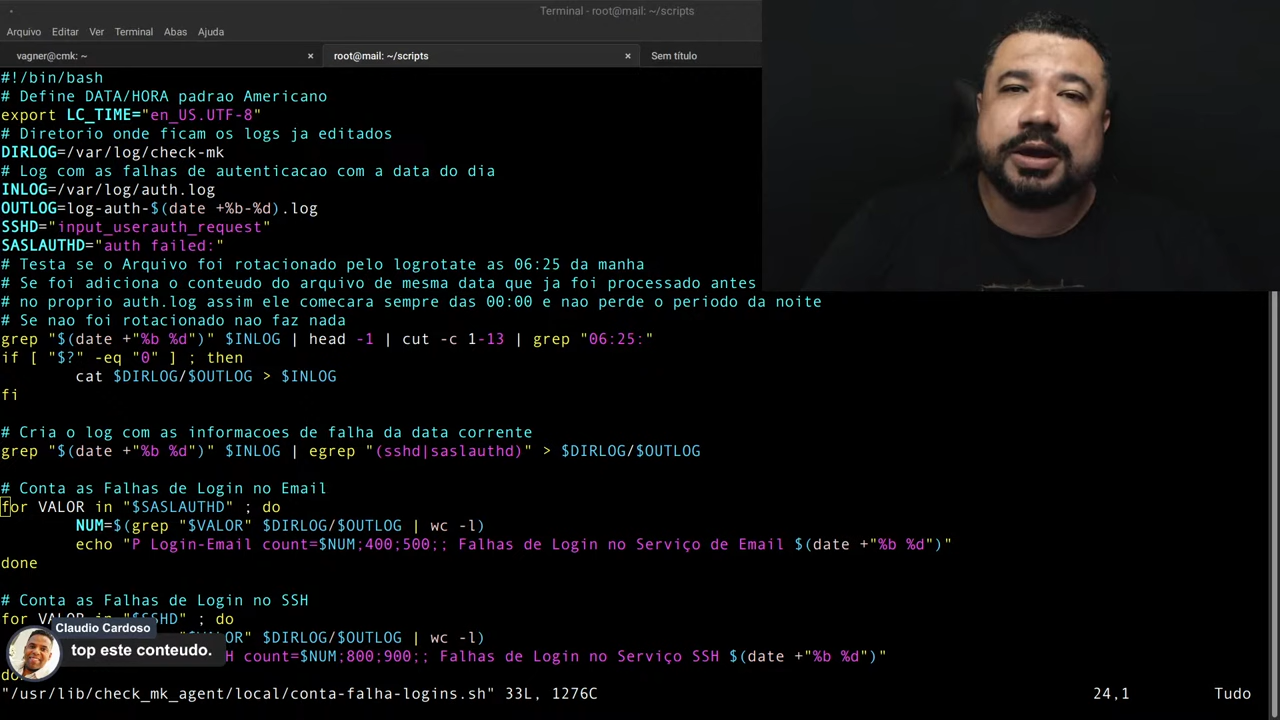 Terminal - root@mail: ~/scripts
Arquivo Editar Ver Terminal Abas Ajuda
vagner@cmk: ~ × root@mail: ~/scripts × Sem título
#!/bin/bash
# Define DATA/HORA padrao Americano
export LC_TIME="en_US.UTF-8"
# Diretorio onde ficam os logs ja editados
DIRLOG=/var/log/check-mk
# Log com as falhas de autenticacao com a data do dia
INLOG=/var/log/auth.log
OUTLOG=log-auth-$(date +%b-%d).log
SSHD="input_userauth_request"
SASLAUTHD="auth failed:"
# Testa se o Arquivo foi rotacionado pelo logrotate as 06:25 da manha
# Se foi adiciona o conteudo do arquivo de mesma data que ja foi processado antes
# no proprio auth.log assim ele comecara sempre das 00:00 e nao perde o periodo da noite
# Se nao foi rotacionado nao faz nada
grep "$(date +"%b %d")" $INLOG | head -1 | cut -c 1-13 | grep "06:25:"
if [ "$?" -eq "0" ] ; then
        cat $DIRLOG/$OUTLOG > $INLOG
fi
# Cria o log com as informacoes de falha da data corrente
grep "$(date +"%b %d")" $INLOG | egrep "(sshd|saslauthd)" > $DIRLOG/$OUTLOG
# Conta as Falhas de Login no Email
for VALOR in "$SASLAUTHD" ; do
        NUM=$(grep "$VALOR" $DIRLOG/$OUTLOG | wc -l)
        echo "P Login-Email count=$NUM;400;500;; Falhas de Login no Serviço de Email $(date +"%b %d")"
done
# Conta as Falhas de Login no SSH
for VALOR in "$SSHD" ; do
Claudio Cardoso
top este conteudo.
$DIRLOG/$OUTLOG | wc -l)
count=$NUM;800;900;; Falhas de Login no Serviço SSH $(date +"%b %d")"
"/usr/lib/check_mk_agent/local/conta-falha-logins.sh" 33L, 1276C 24,1 Tudo